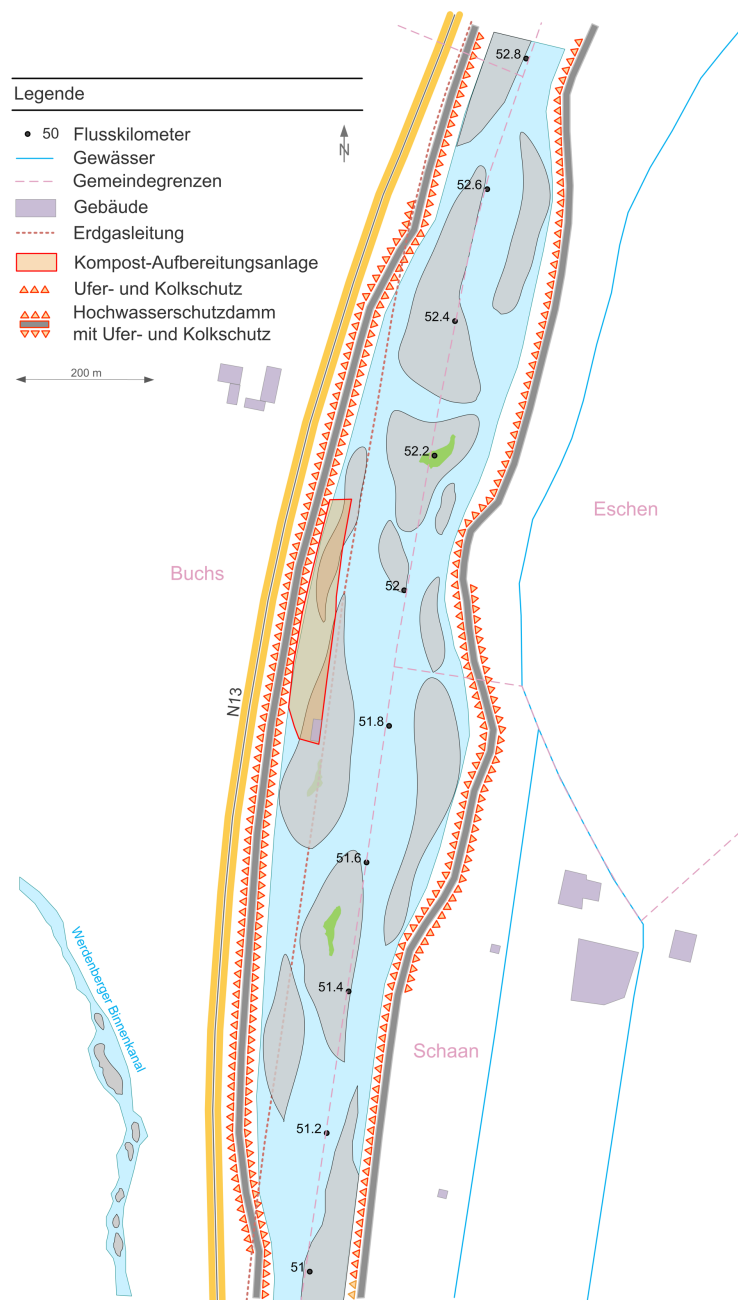 52.8
Legende
50 Flusskilometer
N
Gewässer
Gemeindegrenzen
Gebäude
Erdgasleitung
Kompost-Aufbereitungsanlage
Ufer- und Kolkschutz
Hochwasserschutzdamm
mit Ufer- und Kolkschutz
200 m
52.6
52.4
52.2
Eschen
Buchs
52
N13
51.8
51.6
Werdenberger Binnenkanal
51.4
Schaan
51.2
51